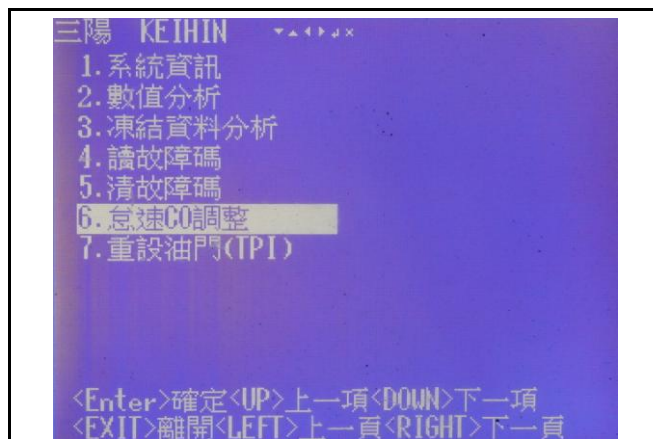 三陽 KEIHIN ▼▲◀▶↲×
1.系統資訊
2.數值分析
3.凍結資料分析
4.讀故障碼
5.清故障碼
6.怠速CO調整
7.重設油門(TPI)
<Enter>確定<UP>上一項<DOWN>下一項
<EXIT>離開<LEFT>上一頁<RIGHT>下一頁